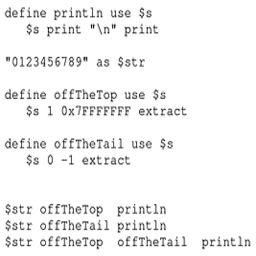 define println use $s
$s print "\n" print
"0123456789" as $str
define offTheTop use $s
$s 1 0x7FFFFFFF extract
define offTheTail use $s
$s 0 -1 extract
$str offTheTop println
$str offTheTail println
$str offTheTop offTheTail println